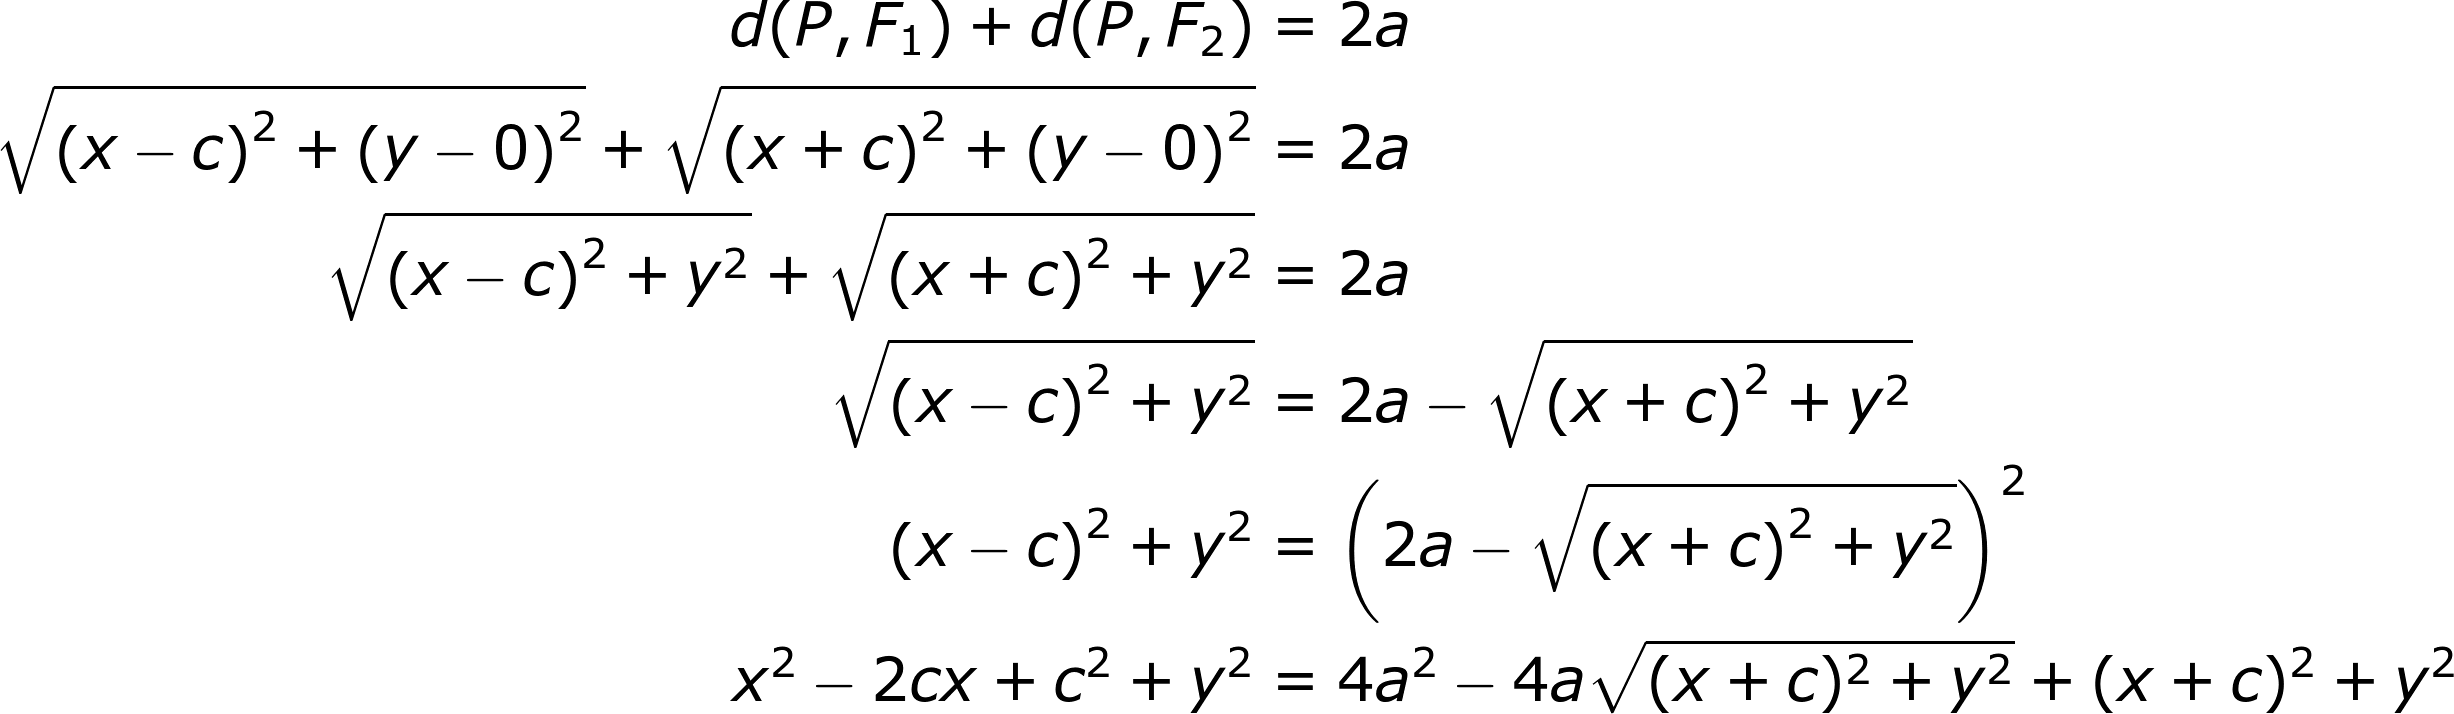 d(P, F₁) + d(P, F₂) = 2a
√((x − c)² + (y − 0)²) + √((x + c)² + (y − 0)²) = 2a
√((x − c)² + y²) + √((x + c)² + y²) = 2a
√((x − c)² + y²) = 2a − √((x + c)² + y²)
(x − c)² + y² = (2a − √((x + c)² + y²))²
x² − 2cx + c² + y² = 4a² − 4a√((x + c)² + y²) + (x + c)² + y²